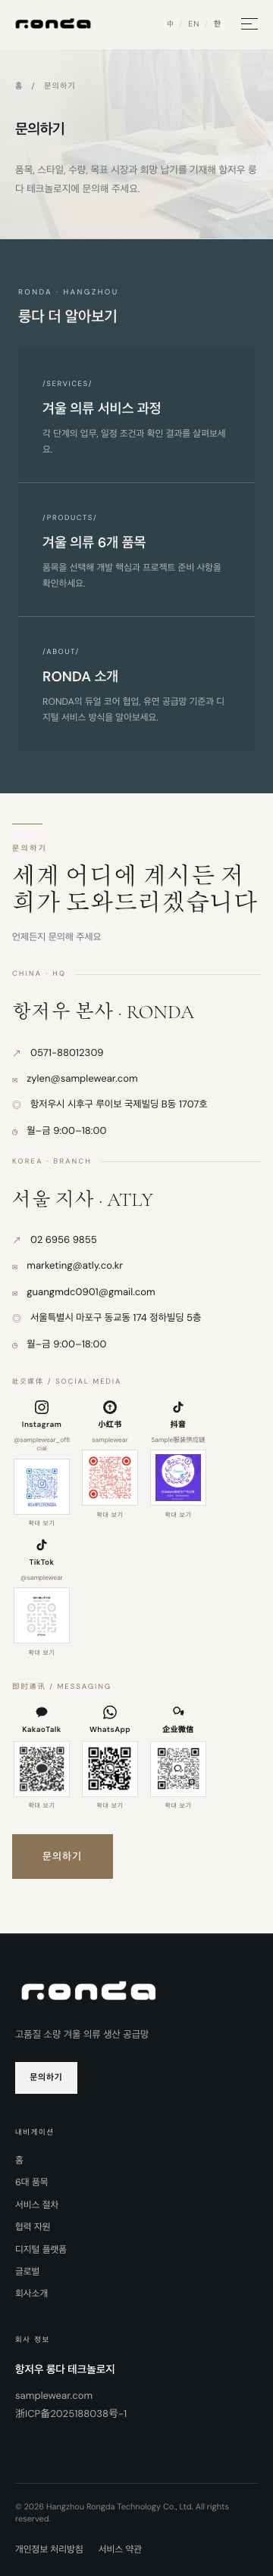 ronda
中 / EN / 한
홈 / 문의하기
문의하기
품목, 스타일, 수량, 목표 시장과 희망 납기를 기재해 항저우 룽
다 테크놀로지에 문의해 주세요.
RONDA · HANGZHOU
룽다 더 알아보기
/SERVICES/
겨울 의류 서비스 과정
각 단계의 업무, 일정 조건과 확인 결과를 살펴보세
요.
/PRODUCTS/
겨울 의류 6개 품목
품목을 선택해 개발 핵심과 프로젝트 준비 사항을
확인하세요.
/ABOUT/
RONDA 소개
RONDA의 듀얼 코어 협업, 유연 공급망 기준과 디
지털 서비스 방식을 알아보세요.
문의하기
세계 어디에 계시든 저
희가 도와드리겠습니다
언제든지 문의해 주세요
CHINA · HQ
항저우 본사 · RONDA
↗ 0571-88012309
✉ zylen@samplewear.com
◎ 항저우시 시후구 루이보 국제빌딩 B동 1707호
◷ 월–금 9:00–18:00
KOREA · BRANCH
서울 지사 · ATLY
↗ 02 6956 9855
✉ marketing@atly.co.kr
✉ guangmdc0901@gmail.com
◎ 서울특별시 마포구 동교동 174 정하빌딩 5층
◷ 월–금 9:00–18:00
社交媒体 / SOCIAL MEDIA
Instagram 小红书 抖音
@samplewear_offi
cial
samplewear
Sample服装供应链
확대 보기 확대 보기 확대 보기
TikTok
@samplewear
확대 보기
即时通讯 / MESSAGING
KakaoTalk WhatsApp 企业微信
확대 보기 확대 보기 확대 보기
문의하기
ronda
고품질 소량 겨울 의류 생산 공급망
문의하기
내비게이션
홈
6대 품목
서비스 절차
협력 자원
디지털 플랫폼
글로벌
회사소개
회사 정보
항저우 룽다 테크놀로지
samplewear.com
浙ICP备2025188038号-1
© 2026 Hangzhou Rongda Technology Co., Ltd. All rights
reserved.
개인정보 처리방침 서비스 약관